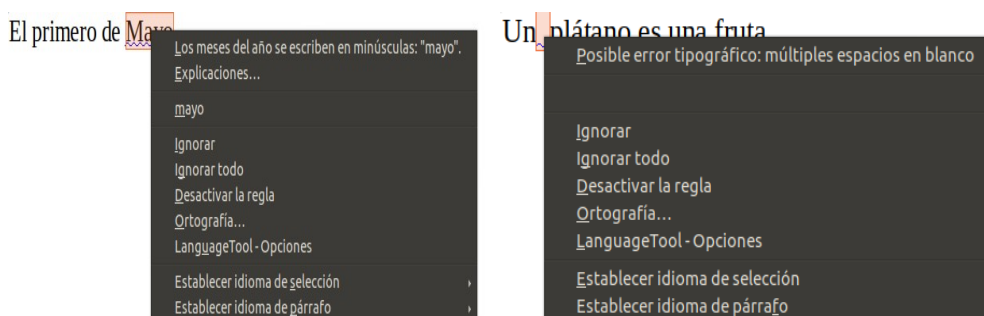 El primero de Mayo
Los meses del año se escriben en minúsculas: "mayo".
Explicaciones...
mayo
Ignorar
Ignorar todo
Desactivar la regla
Ortografía...
LanguageTool - Opciones
Establecer idioma de selección
Establecer idioma de párrafo
Un  plátano es una fruta
Posible error tipográfico: múltiples espacios en blanco
Ignorar
Ignorar todo
Desactivar la regla
Ortografía...
LanguageTool - Opciones
Establecer idioma de selección
Establecer idioma de párrafo